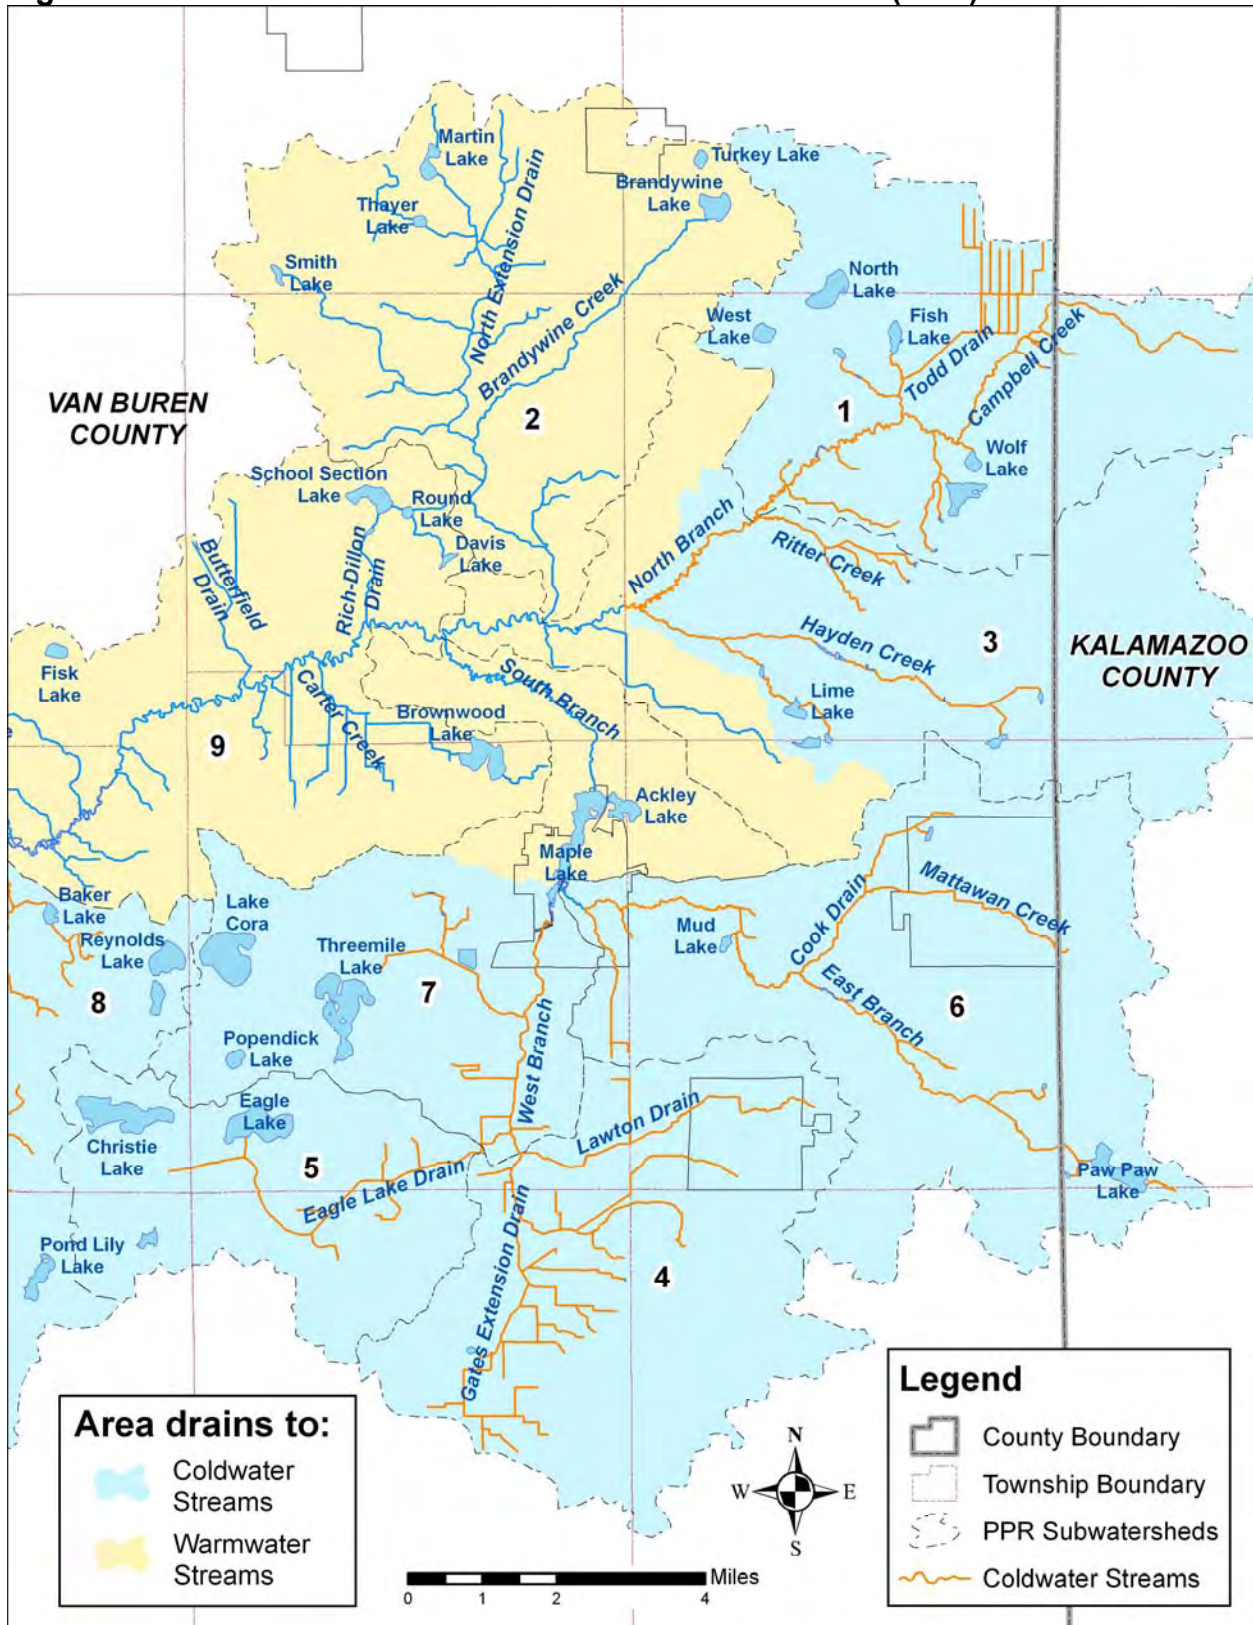 Martin
Lake
Turkey Lake
Brandywine
Lake
Thayer
Lake
North Extension Drain
Smith
Lake
North
Lake
Brandywine Creek
West
Lake
Fish
Lake
Todd Drain
Campbell Creek
VAN BUREN
COUNTY
2
1
Wolf
Lake
School Section
Lake
Round
Lake
Davis
Lake
North Branch
Ritter Creek
Butterfield
Drain
Rich-Dillon
Drain
Hayden Creek
3
KALAMAZOO
COUNTY
Fisk
Lake
South Branch
Carter Creek
Lime
Lake
Brownwood
Lake
9
Ackley
Lake
Maple
Lake
Baker
Lake
Lake
Cora
Reynolds
Lake
Threemile
Lake
Mud
Lake
Cook Drain
Mattawan Creek
8
7
East Branch
6
Popendick
Lake
West Branch
Eagle
Lake
Lawton Drain
Christie
Lake
5
Eagle Lake Drain
Paw Paw
Lake
Pond Lily
Lake
Gates Extension Drain
4
Area drains to:
Coldwater
Streams
Warmwater
Streams
N
W
E
S
Miles
0
1
2
4
Legend
County Boundary
Township Boundary
PPR Subwatersheds
Coldwater Streams